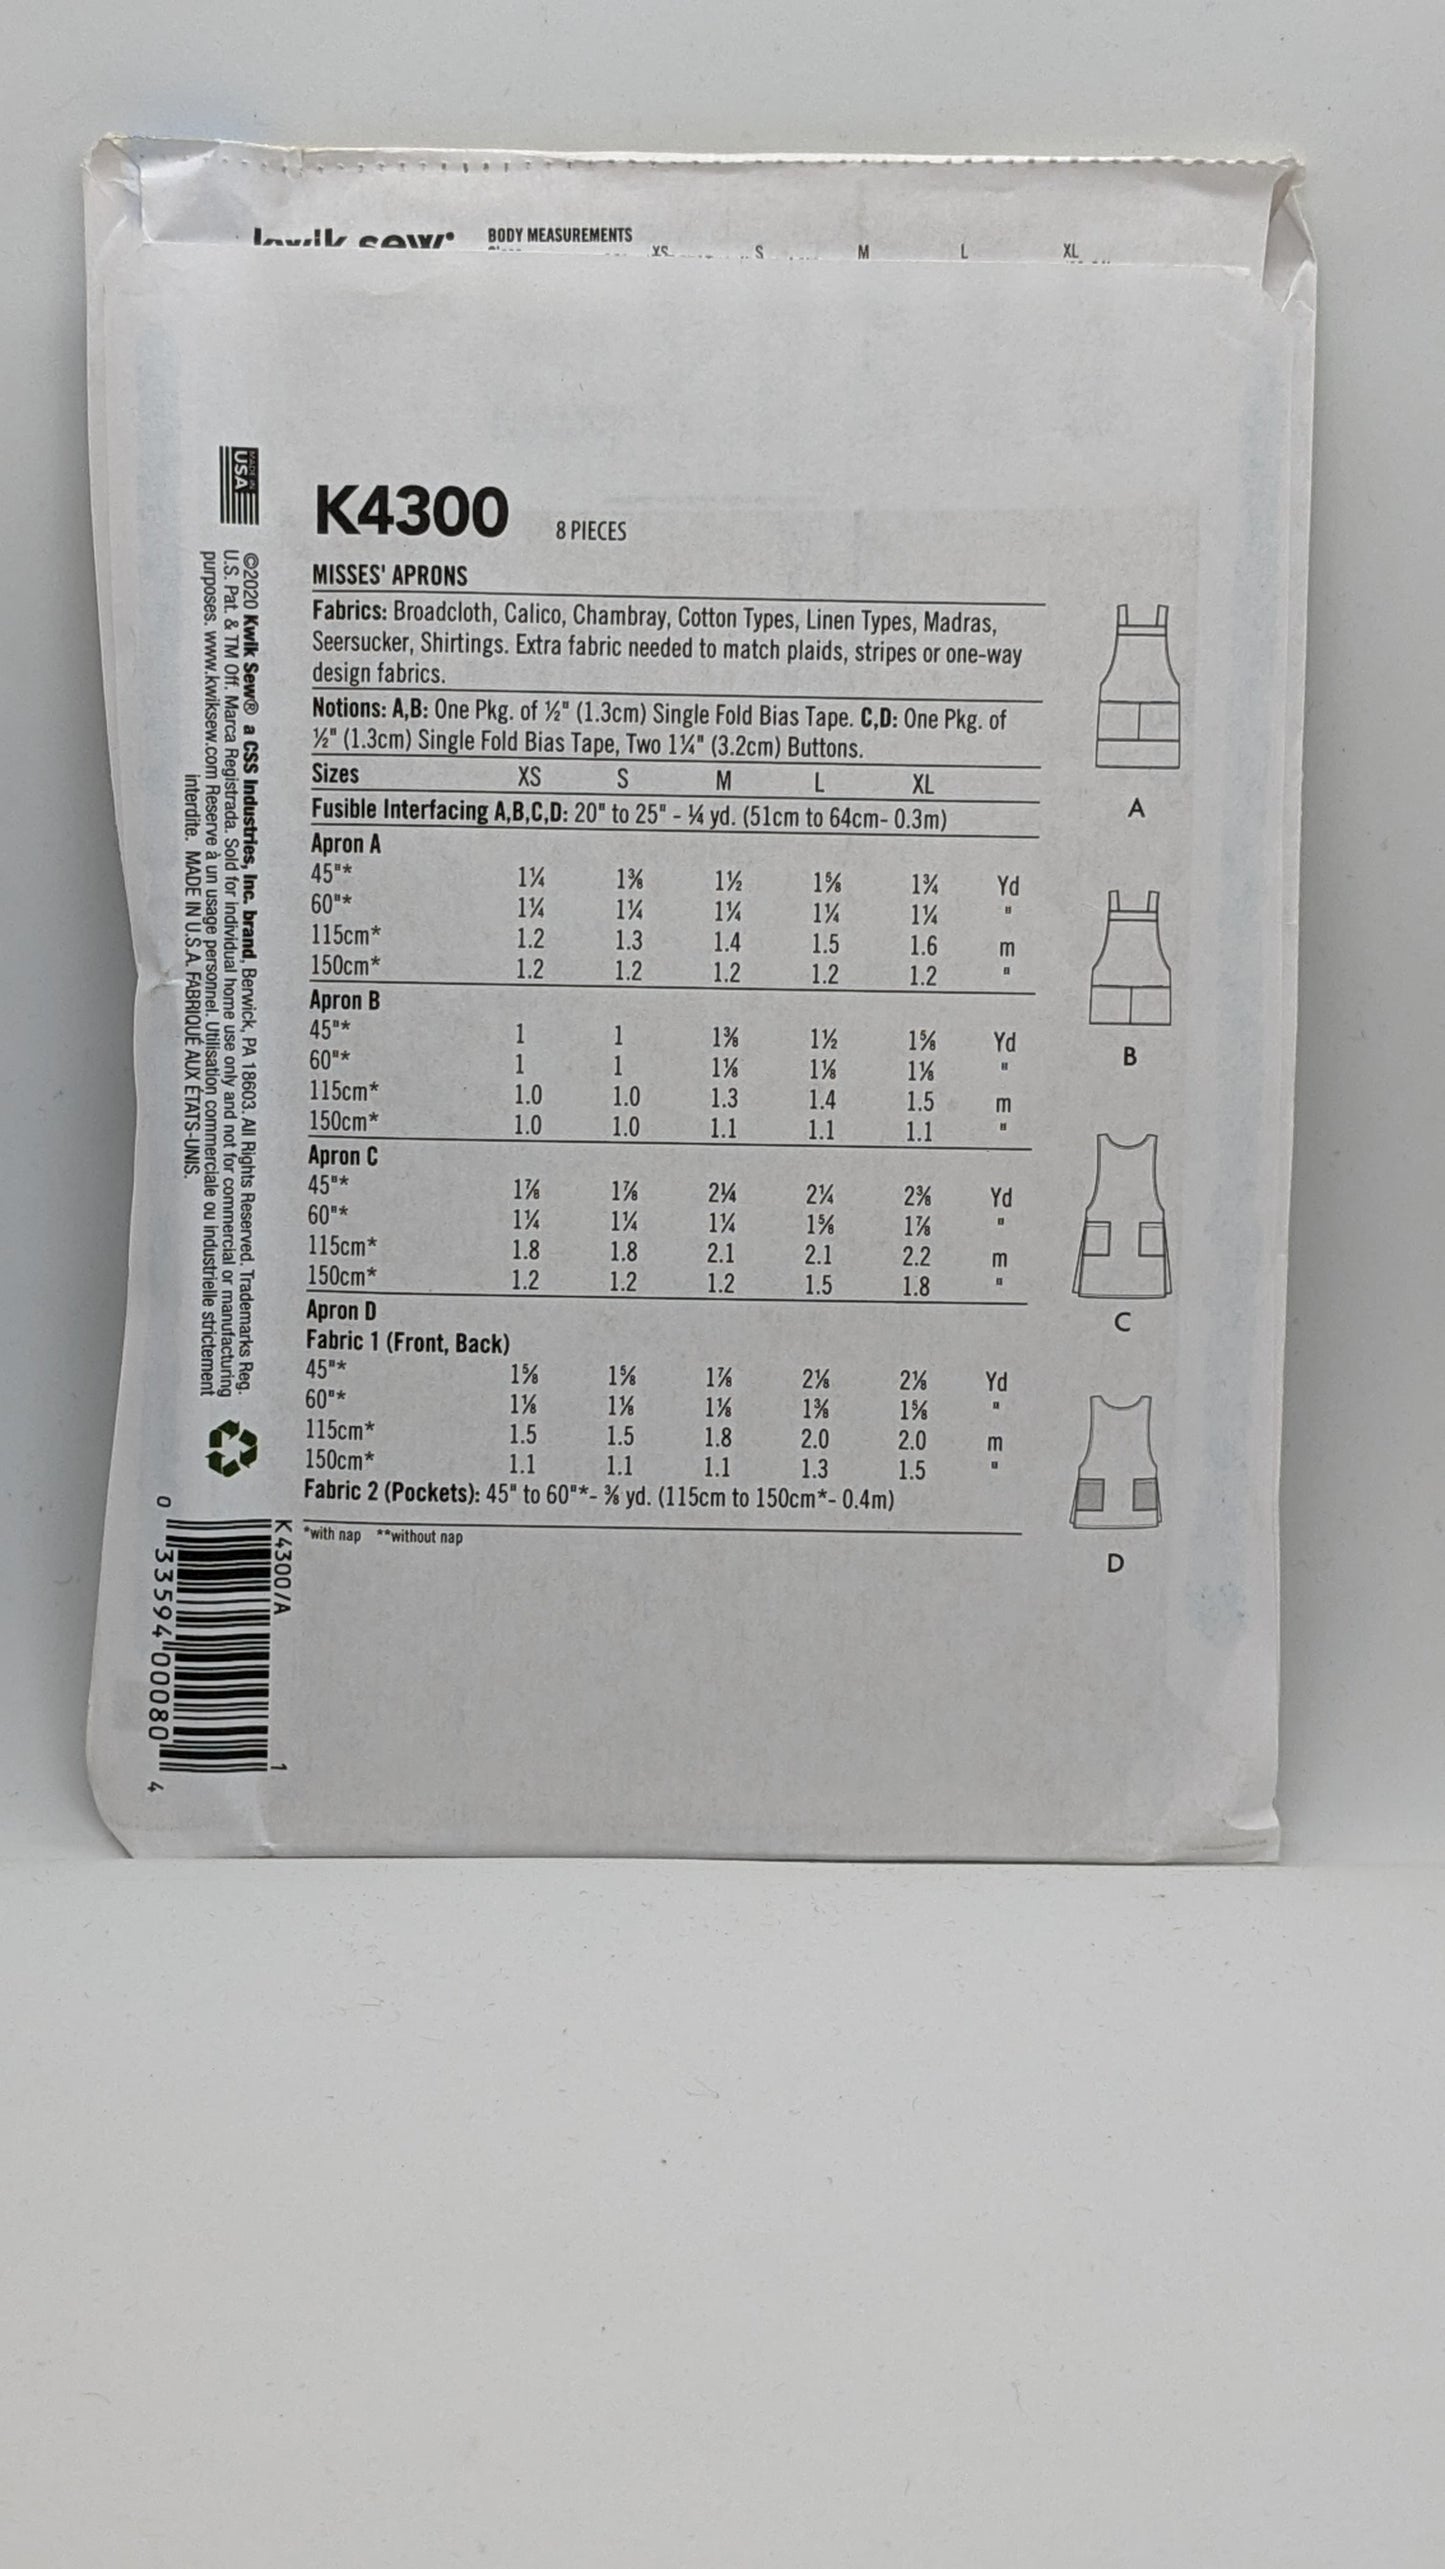 kwik sew®
BODY MEASUREMENTS
XS S M L XL
K4300 8 PIECES
MISSES' APRONS
Fabrics: Broadcloth, Calico, Chambray, Cotton Types, Linen Types, Madras,
Seersucker, Shirtings. Extra fabric needed to match plaids, stripes or one-way
design fabrics.
Notions: A,B: One Pkg. of ½" (1.3cm) Single Fold Bias Tape. C,D: One Pkg. of
½" (1.3cm) Single Fold Bias Tape, Two 1¼" (3.2cm) Buttons.
Sizes XS S M L XL
Fusible Interfacing A,B,C,D: 20" to 25" - ¼ yd. (51cm to 64cm- 0.3m)
Apron A
45"* 1¼ 1⅜ 1½ 1⅝ 1¾ Yd
60"* 1¼ 1¼ 1¼ 1¼ 1¼ "
115cm* 1.2 1.3 1.4 1.5 1.6 m
150cm* 1.2 1.2 1.2 1.2 1.2 "
Apron B
45"* 1 1 1⅜ 1½ 1⅝ Yd
60"* 1 1 1⅛ 1⅛ 1⅛ "
115cm* 1.0 1.0 1.3 1.4 1.5 m
150cm* 1.0 1.0 1.1 1.1 1.1 "
Apron C
45"* 1⅞ 1⅞ 2¼ 2¼ 2⅜ Yd
60"* 1¼ 1¼ 1¼ 1⅝ 1⅞ "
115cm* 1.8 1.8 2.1 2.1 2.2 m
150cm* 1.2 1.2 1.2 1.5 1.8 "
Apron D
Fabric 1 (Front, Back)
45"* 1⅝ 1⅝ 1⅞ 2⅛ 2⅛ Yd
60"* 1⅛ 1⅛ 1⅛ 1⅜ 1⅝ "
115cm* 1.5 1.5 1.8 2.0 2.0 m
150cm* 1.1 1.1 1.1 1.3 1.5 "
Fabric 2 (Pockets): 45" to 60"*- ⅜ yd. (115cm to 150cm*- 0.4m)
*with nap **without nap
A
B
C
D
MADE IN
USA
©2020 Kwik Sew® a CSS Industries, Inc. brand, Berwick, PA 18603. All Rights Reserved. Trademarks Reg.
U.S. Pat. & TM Off. Marca Registrada. Sold for individual home use only and not for commercial or manufacturing
purposes. www.kwiksew.com Reserve à un usage personnel. Utilisation commerciale ou industrielle strictement
interdite. MADE IN U.S.A. FABRIQUÉ AUX ÉTATS-UNIS.
K4300/A 1
0 33594 00080 4